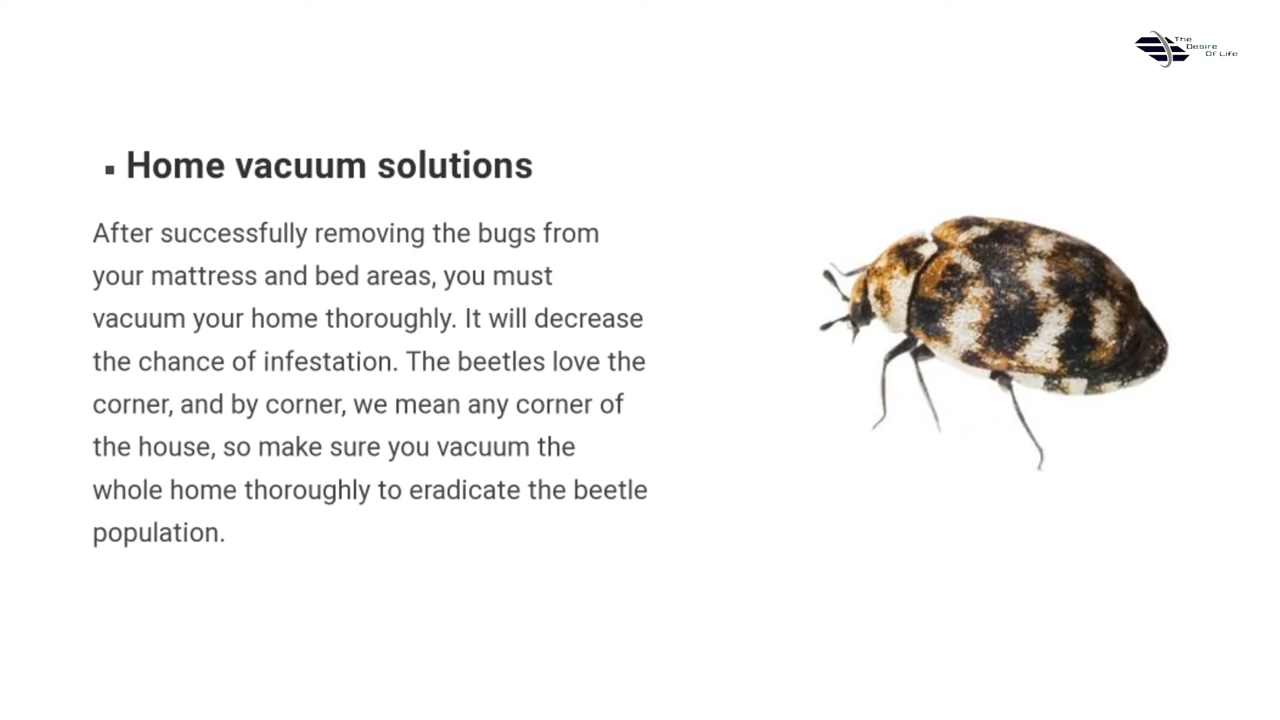 The
Desire
Of Life
▪ Home vacuum solutions
After successfully removing the bugs from
your mattress and bed areas, you must
vacuum your home thoroughly. It will decrease
the chance of infestation. The beetles love the
corner, and by corner, we mean any corner of
the house, so make sure you vacuum the
whole home thoroughly to eradicate the beetle
population.